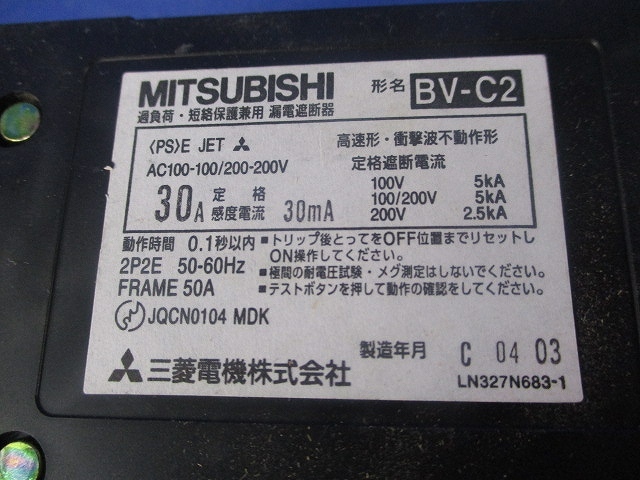 MITSUBISHI 形名 BV-C2
過負荷・短絡保護兼用 漏電遮断器
〈PS〉E JET 高速形・衝撃波不動作形
AC100-100/200-200V 定格遮断電流
100V 5kA
30A 定格感度電流 30mA 100/200V 5kA
200V 2.5kA
動作時間 0.1秒以内
2P2E 50-60Hz
FRAME 50A
■トリップ後とってをOFF位置までリセットし
ON操作してください。
■極間の耐電圧試験・メグ測定はしないでください。
■テストボタンを押して動作の確認をしてください。
JQCN0104 MDK
製造年月 C 04 03
三菱電機株式会社
LN327N683-1